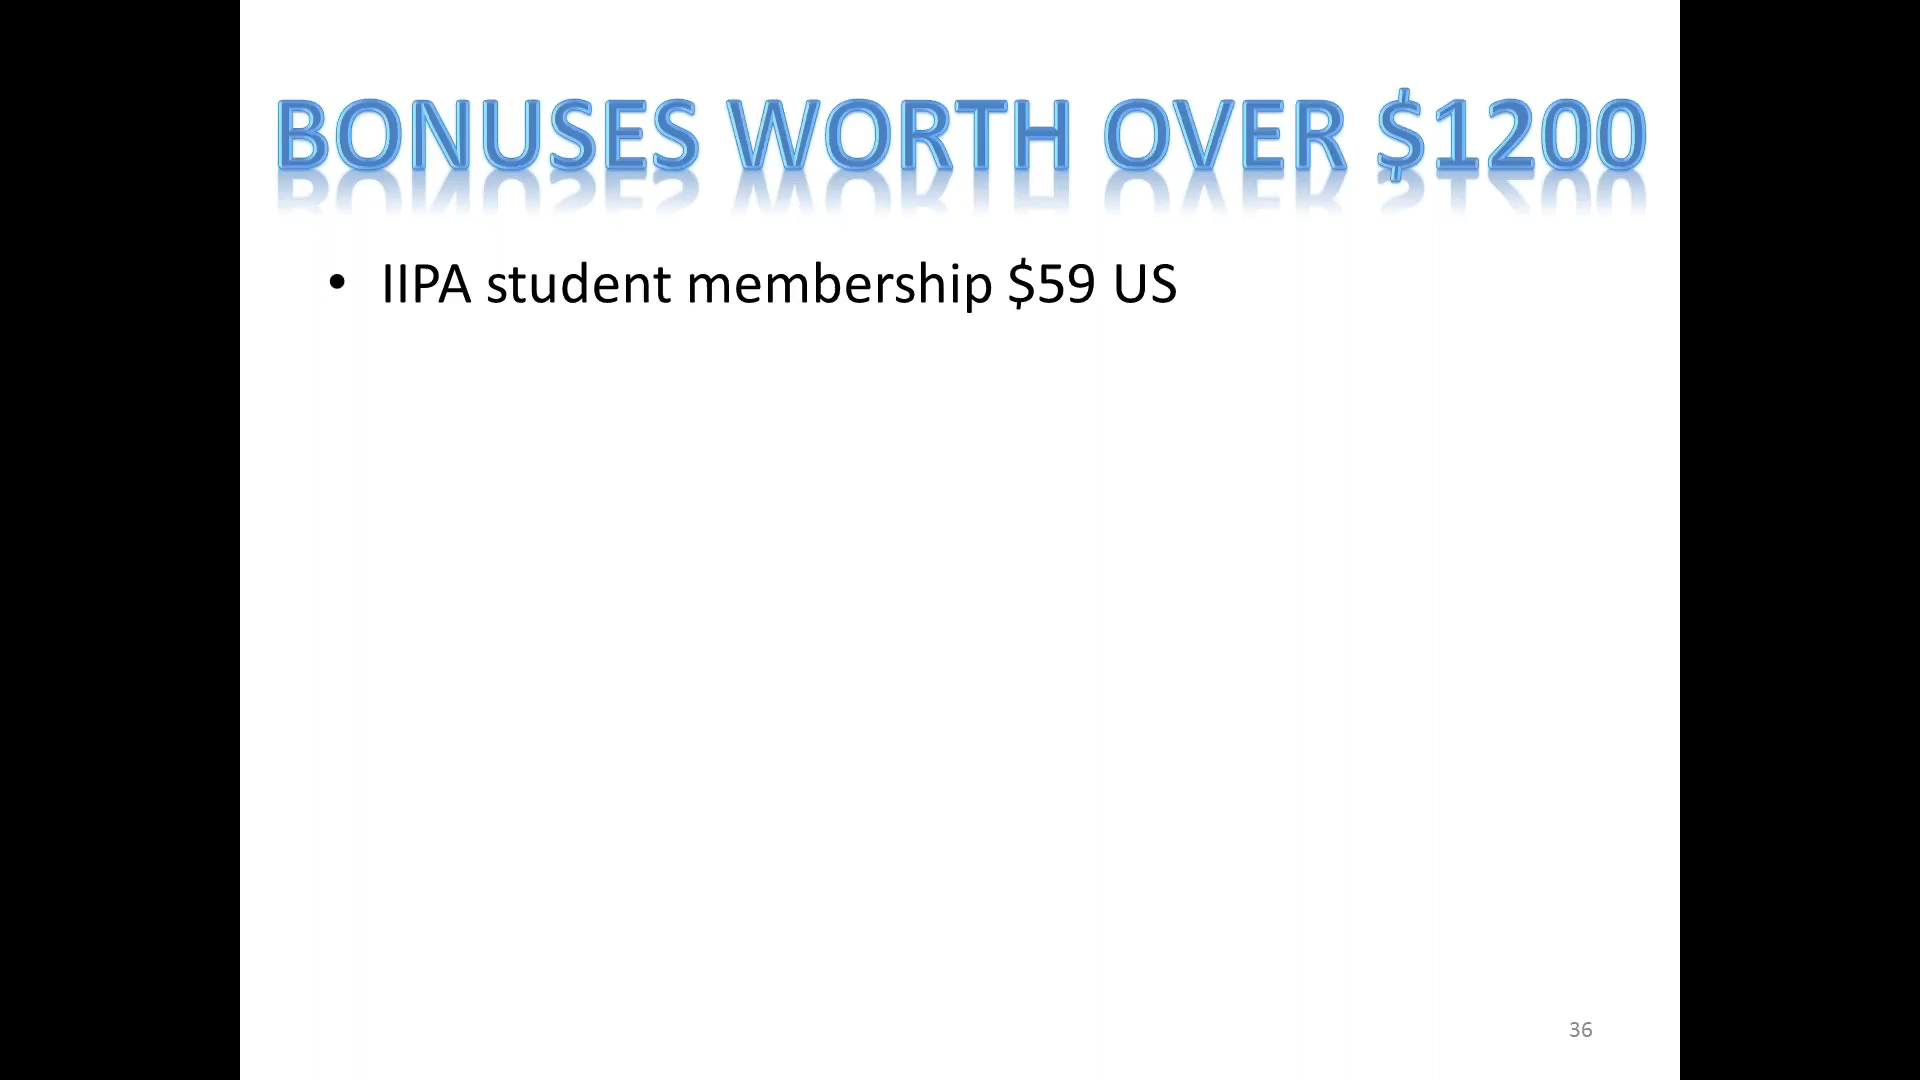 BONUSES WORTH OVER $1200
• IIPA student membership $59 US
36